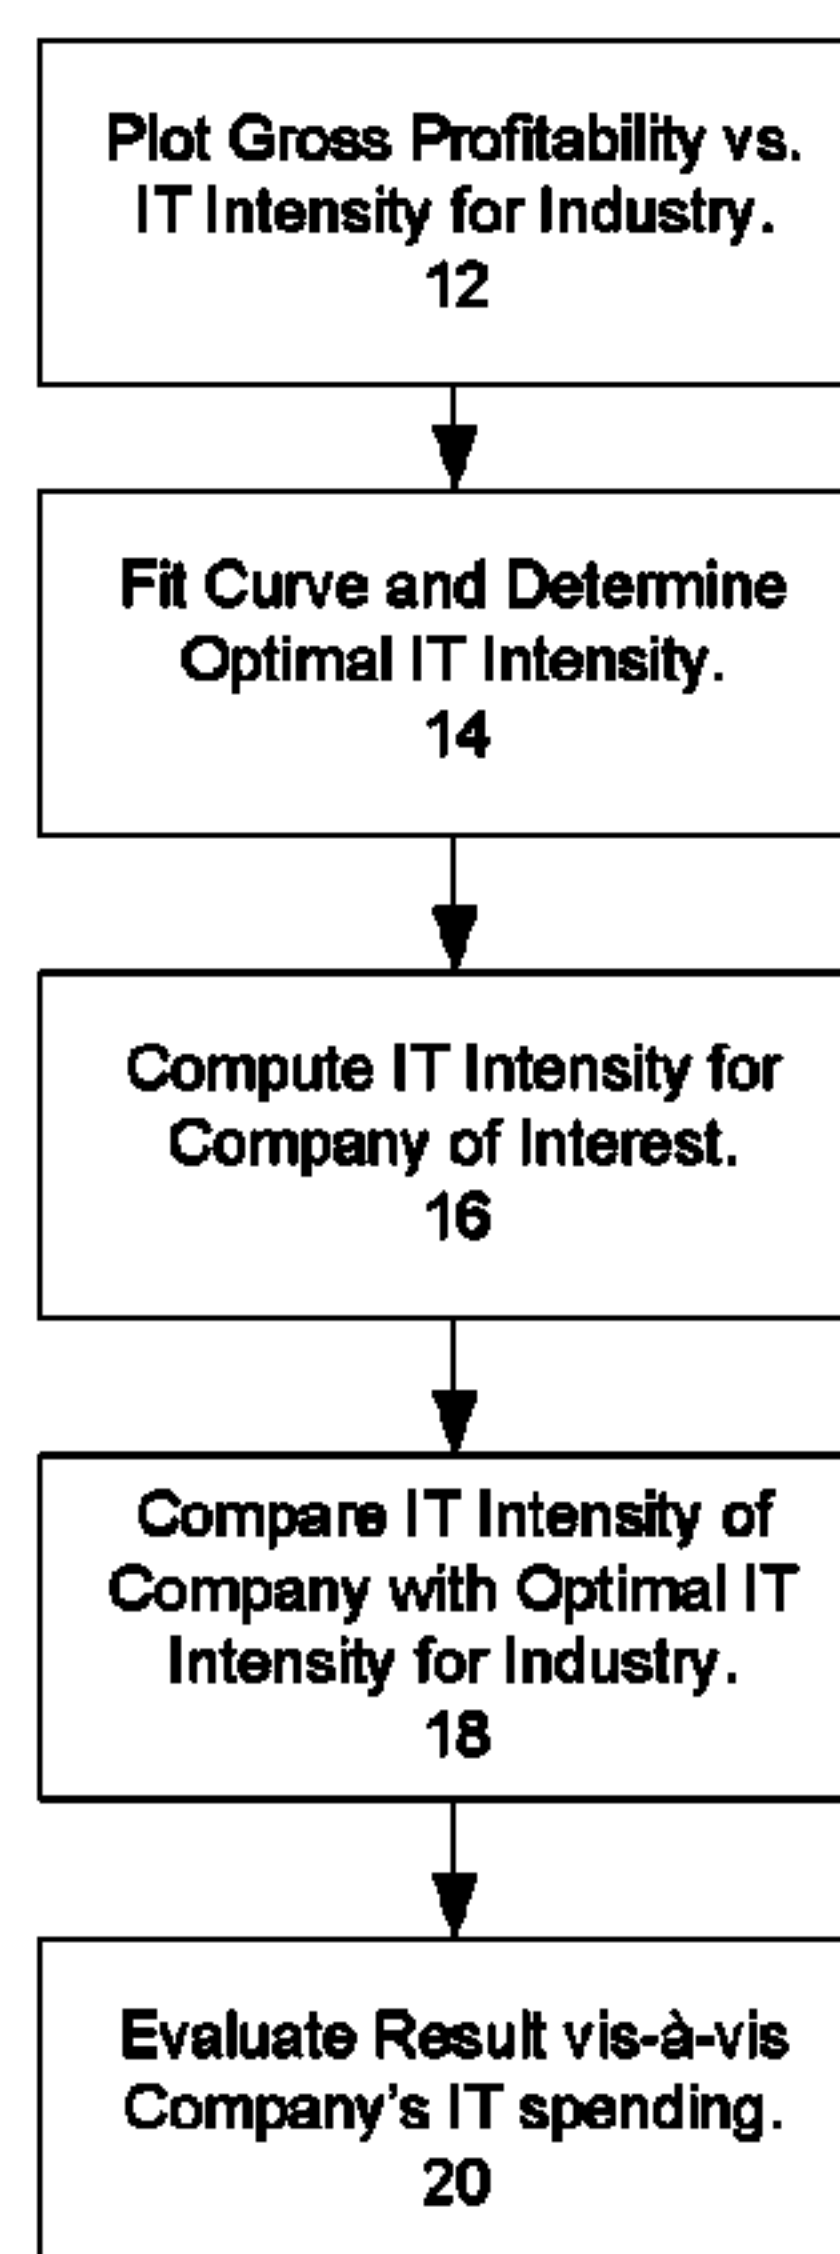 Plot Gross Profitability vs.
IT Intensity for Industry.
12
Fit Curve and Determine
Optimal IT Intensity.
14
Compute IT Intensity for
Company of Interest.
16
Compare IT Intensity of
Company with Optimal IT
Intensity for Industry.
18
Evaluate Result vis-à-vis
Company's IT spending.
20